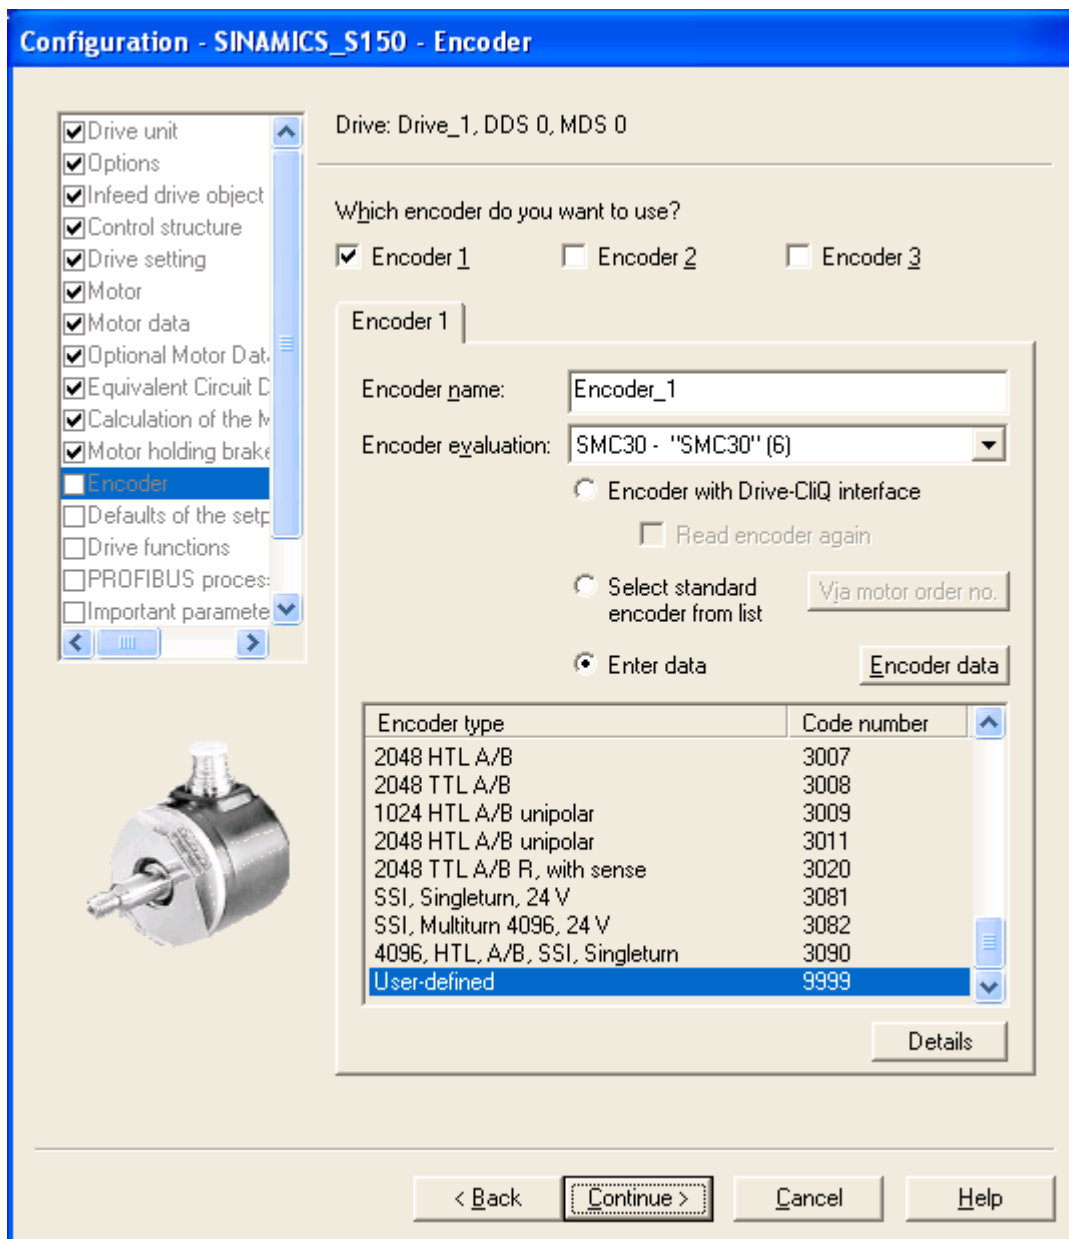 Configuration - SINAMICS_S150 - Encoder
Drive unit
Options
Infeed drive object
Control structure
Drive setting
Motor
Motor data
Optional Motor Dat
Equivalent Circuit D
Calculation of the M
Motor holding brake
Encoder
Defaults of the setp
Drive functions
PROFIBUS proces
Important paramete
Drive: Drive_1, DDS 0, MDS 0
Which encoder do you want to use?
Encoder 1 Encoder 2 Encoder 3
Encoder 1
Encoder name: Encoder_1
Encoder evaluation: SMC30 - "SMC30" (6)
Encoder with Drive-CliQ interface
Read encoder again
Select standard
encoder from list
Via motor order no.
Enter data Encoder data
Encoder type Code number
2048 HTL A/B 3007
2048 TTL A/B 3008
1024 HTL A/B unipolar 3009
2048 HTL A/B unipolar 3011
2048 TTL A/B R, with sense 3020
SSI, Singleturn, 24 V 3081
SSI, Multiturn 4096, 24 V 3082
4096, HTL, A/B, SSI, Singleturn 3090
User-defined 9999
Details
< Back Continue > Cancel Help